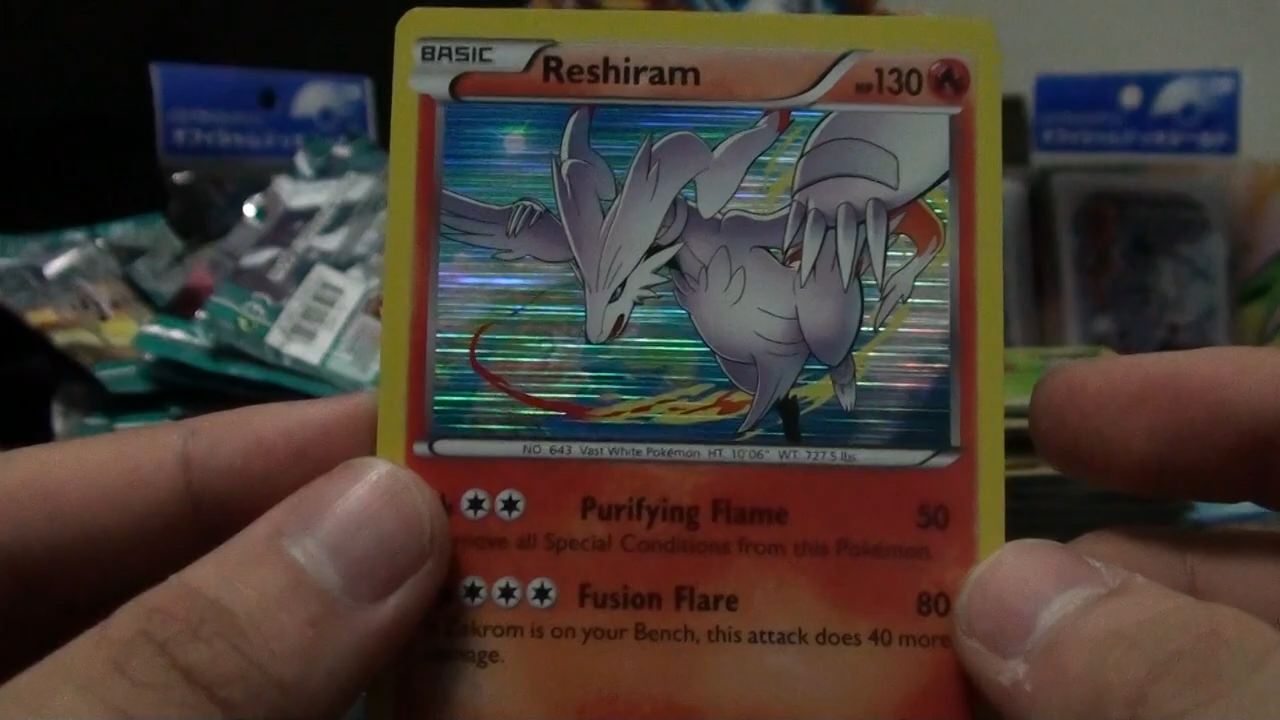 BASIC
Reshiram
HP130
NO. 643 Vast White Pokémon HT. 10'06" WT. 727.5 lbs.
Purifying Flame 50
all Special Conditions from this Pokémon.
Fusion Flare 80
is on your Bench, this attack does 40 more